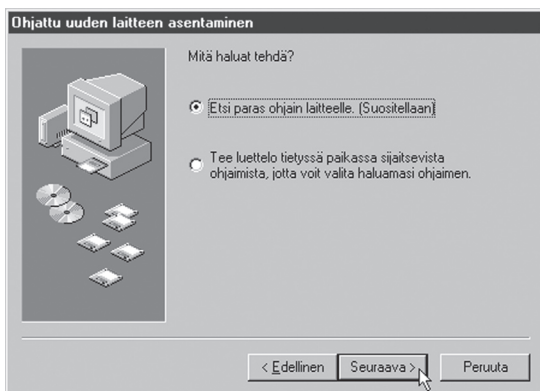 Ohjattu uuden laitteen asentaminen
Mitä haluat tehdä?
Etsi paras ohjain laitteelle. (Suositellaan)
Tee luettelo tietyssä paikassa sijaitsevista
ohjaimista, jotta voit valita haluamasi ohjaimen.
< Edellinen Seuraava > Peruuta